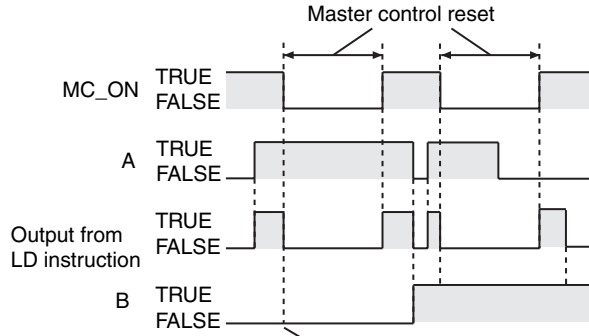 Master control reset
MC_ON
TRUE
FALSE
A
TRUE
FALSE
Output from
LD instruction
TRUE
FALSE
B
TRUE
FALSE